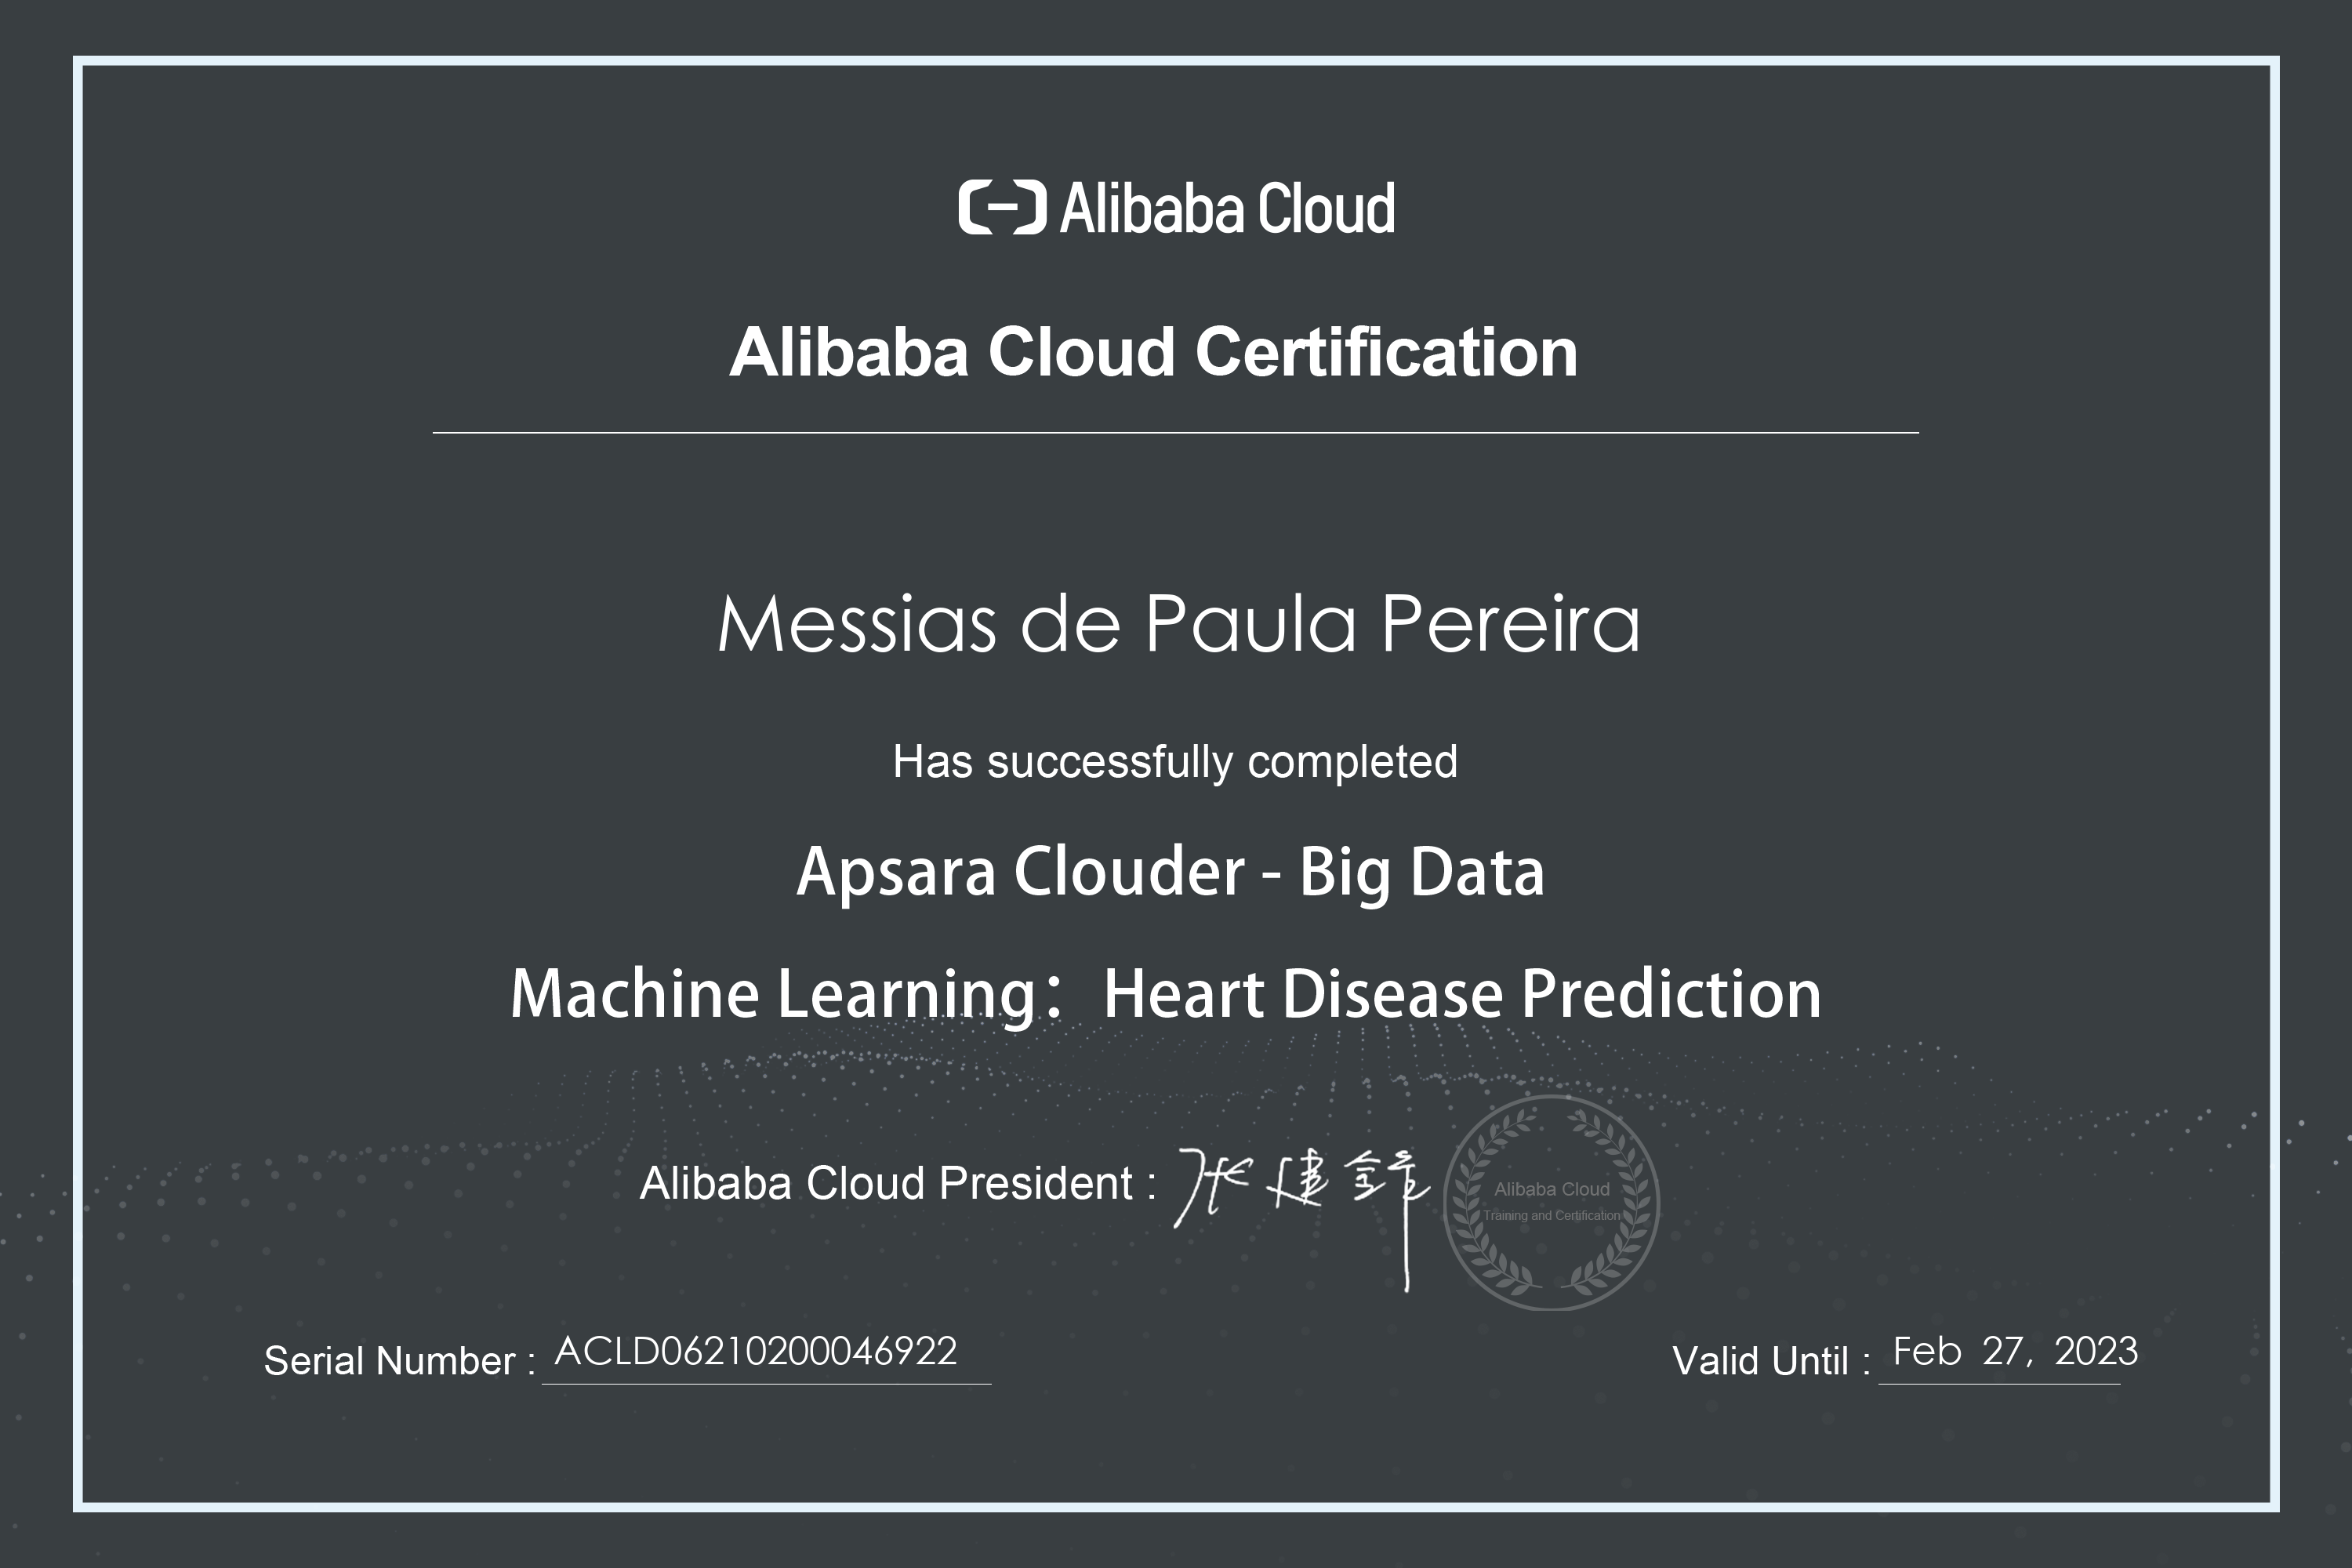 Alibaba Cloud
Alibaba Cloud Certification
Messias de Paula Pereira
Has successfully completed
Apsara Clouder - Big Data
Machine Learning： Heart Disease Prediction
Alibaba Cloud President : 张建锋
Alibaba Cloud
Training and Certification
Serial Number : ACLD06210200046922
Valid Until : Feb 27, 2023